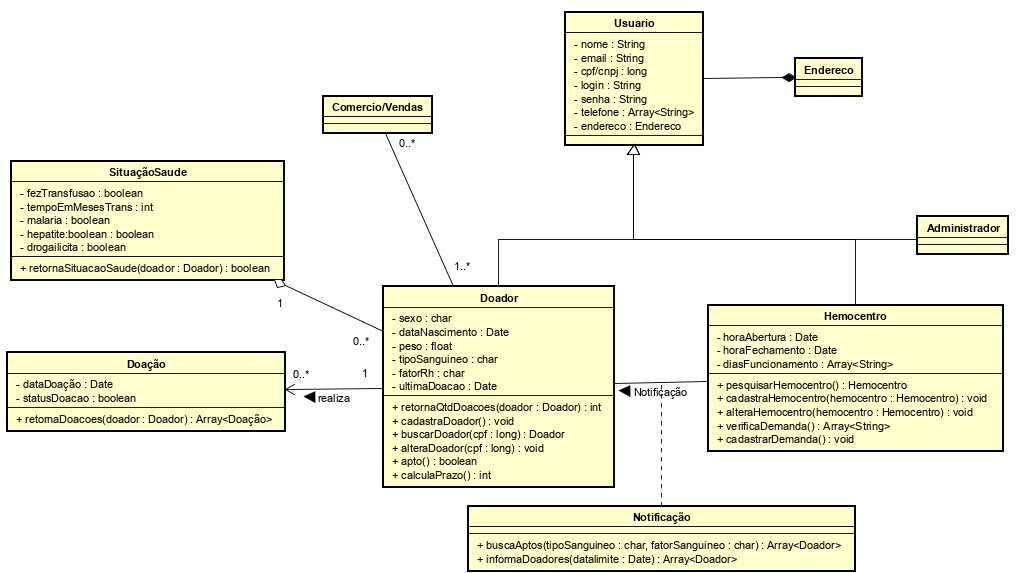 Usuario
- nome : String
- email : String
- cpf/cnpj : long
- login : String
- senha : String
- telefone : Array<String>
- endereco : Endereco
Endereco
Comercio/Vendas
0..*
1..*
SituaçãoSaude
- fezTransfusao : boolean
- tempoEmMesesTrans : int
- malaria : boolean
- hepatite:boolean : boolean
- drogailicita : boolean
+ retornaSituacaoSaude(doador : Doador) : boolean
1
0..*
Administrador
Doador
- sexo : char
- dataNascimento : Date
- peso : float
- tipoSanguineo : char
- fatorRh : char
- ultimaDoacao : Date
+ retornaQtdDoacoes(doador : Doador) : int
+ cadastraDoador() : void
+ buscarDoador(cpf : long) : Doador
+ alteraDoador(cpf : long) : void
+ apto() : boolean
+ calculaPrazo() : int
Hemocentro
- horaAbertura : Date
- horaFechamento : Date
- diasFuncionamento : Array<String>
+ pesquisarHemocentro() : Hemocentro
+ cadastraHemocentro(hemocentro : Hemocentro) : void
+ alteraHemocentro(hemocentro : Hemocentro) : void
+ verificaDemanda() : Array<String>
+ cadastrarDemanda() : void
Doação
- dataDoação : Date
- statusDoacao : boolean
+ retornaDoacoes(doador : Doador) : Array<Doação>
0..*
1
realiza
Notificação
Notificação
+ buscaAptos(tipoSanguineo : char, fatorSanguineo : char) : Array<Doador>
+ informaDoadores(datalimite : Date) : Array<Doador>